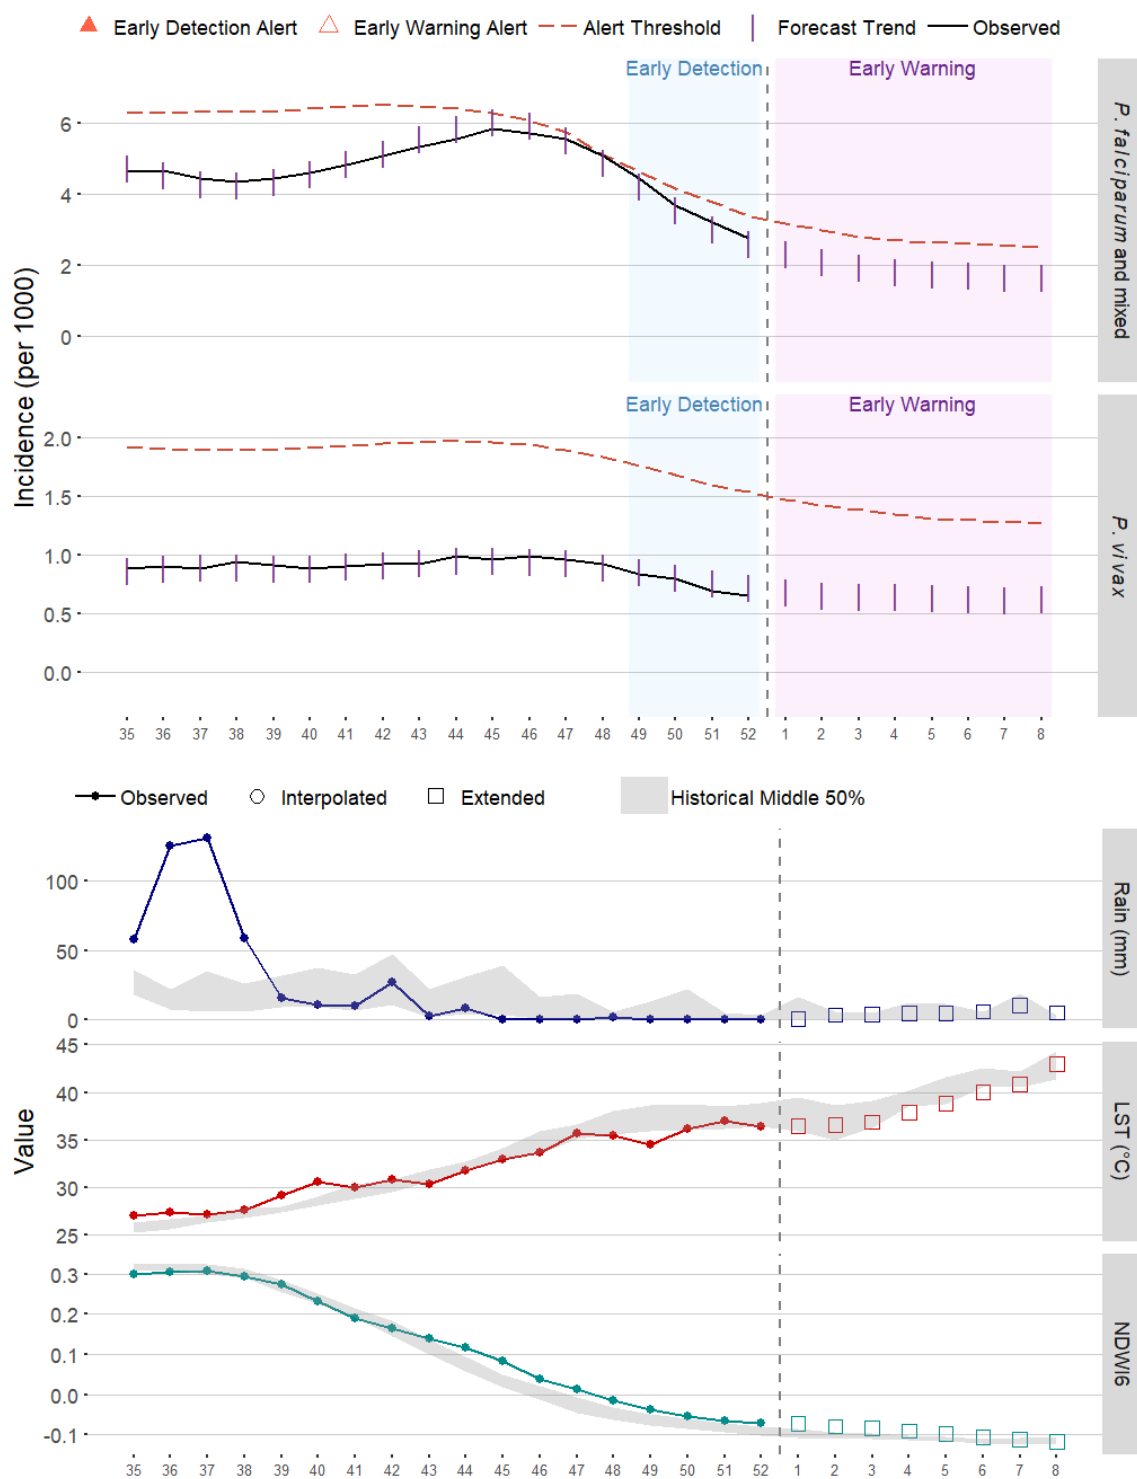 Early Detection Alert Early Warning Alert Alert Threshold Forecast Trend Observed
Early Detection Early Warning
6
4
2
0
P. falciparum and mixed
Early Detection Early Warning
2.0
1.5
1.0
0.5
0.0
P. vivax
Incidence (per 1000)
35 36 37 38 39 40 41 42 43 44 45 46 47 48 49 50 51 52 1 2 3 4 5 6 7 8
Observed Interpolated Extended Historical Middle 50%
100
50
0
Rain (mm)
45
40
35
30
25
LST (°C)
0.3
0.2
0.1
0.0
-0.1
NDWI6
Value
35 36 37 38 39 40 41 42 43 44 45 46 47 48 49 50 51 52 1 2 3 4 5 6 7 8